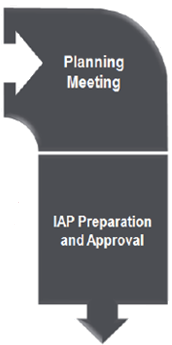 Planning
Meeting
IAP Preparation
and Approval